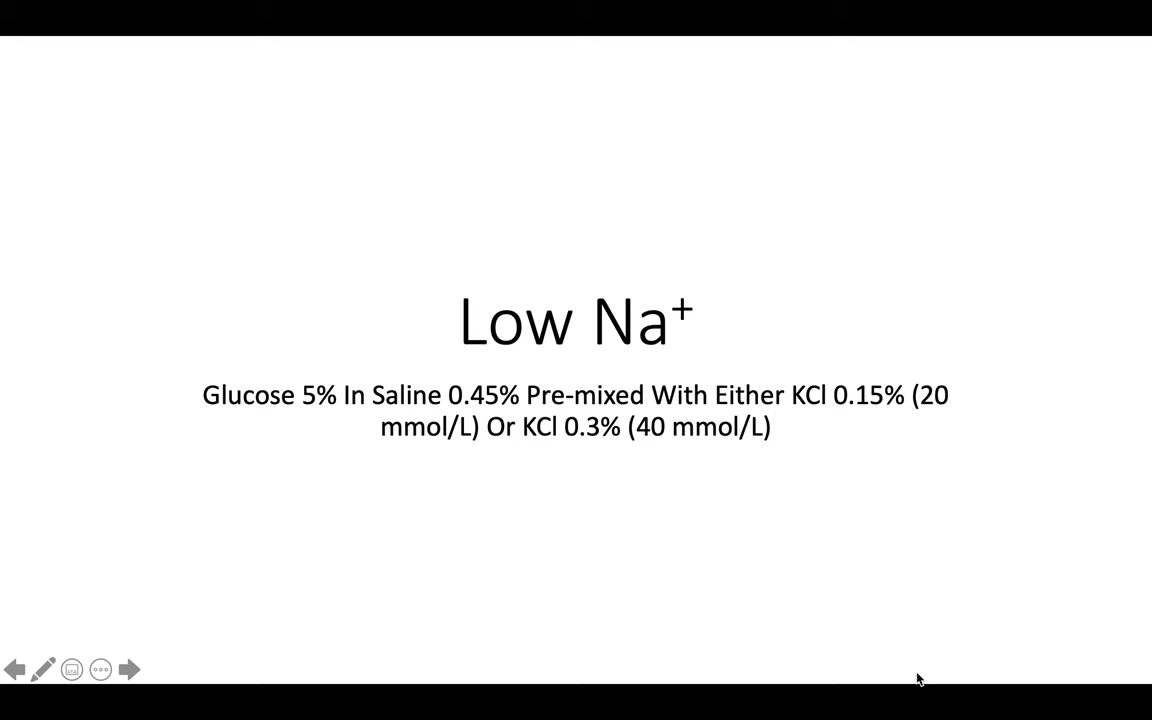 Low Na⁺
Glucose 5% In Saline 0.45% Pre-mixed With Either KCl 0.15% (20
mmol/L) Or KCl 0.3% (40 mmol/L)